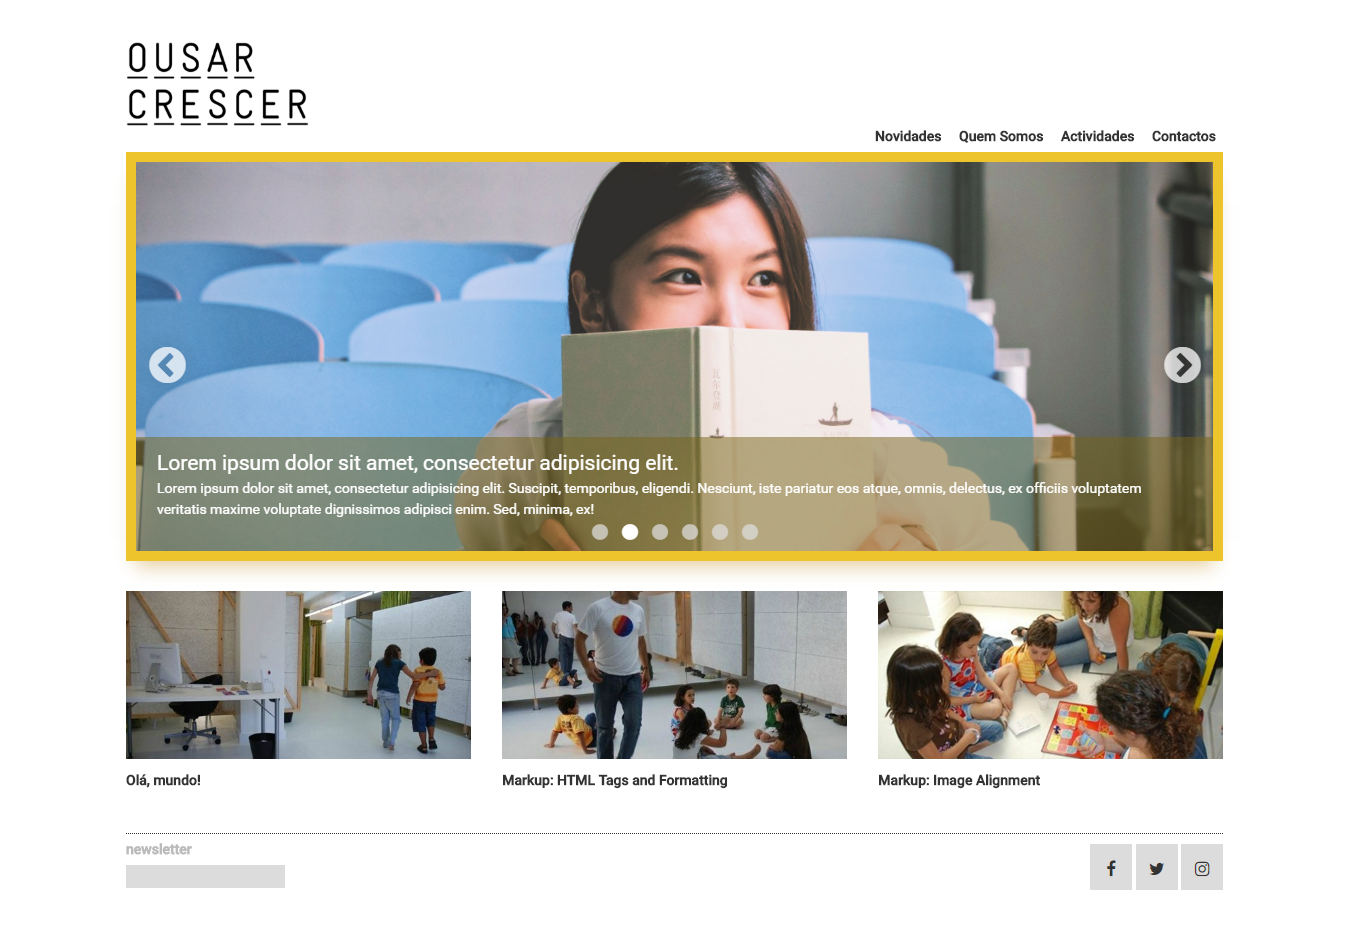 OUSAR
CRESCER
Novidades Quem Somos Actividades Contactos
Lorem ipsum dolor sit amet, consectetur adipisicing elit.
Lorem ipsum dolor sit amet, consectetur adipisicing elit. Suscipit, temporibus, eligendi. Nesciunt, iste pariatur eos atque, omnis, delectus, ex officiis voluptatem
veritatis maxime voluptate dignissimos adipisci enim. Sed, minima, ex!
Olá, mundo!
Markup: HTML Tags and Formatting
Markup: Image Alignment
newsletter